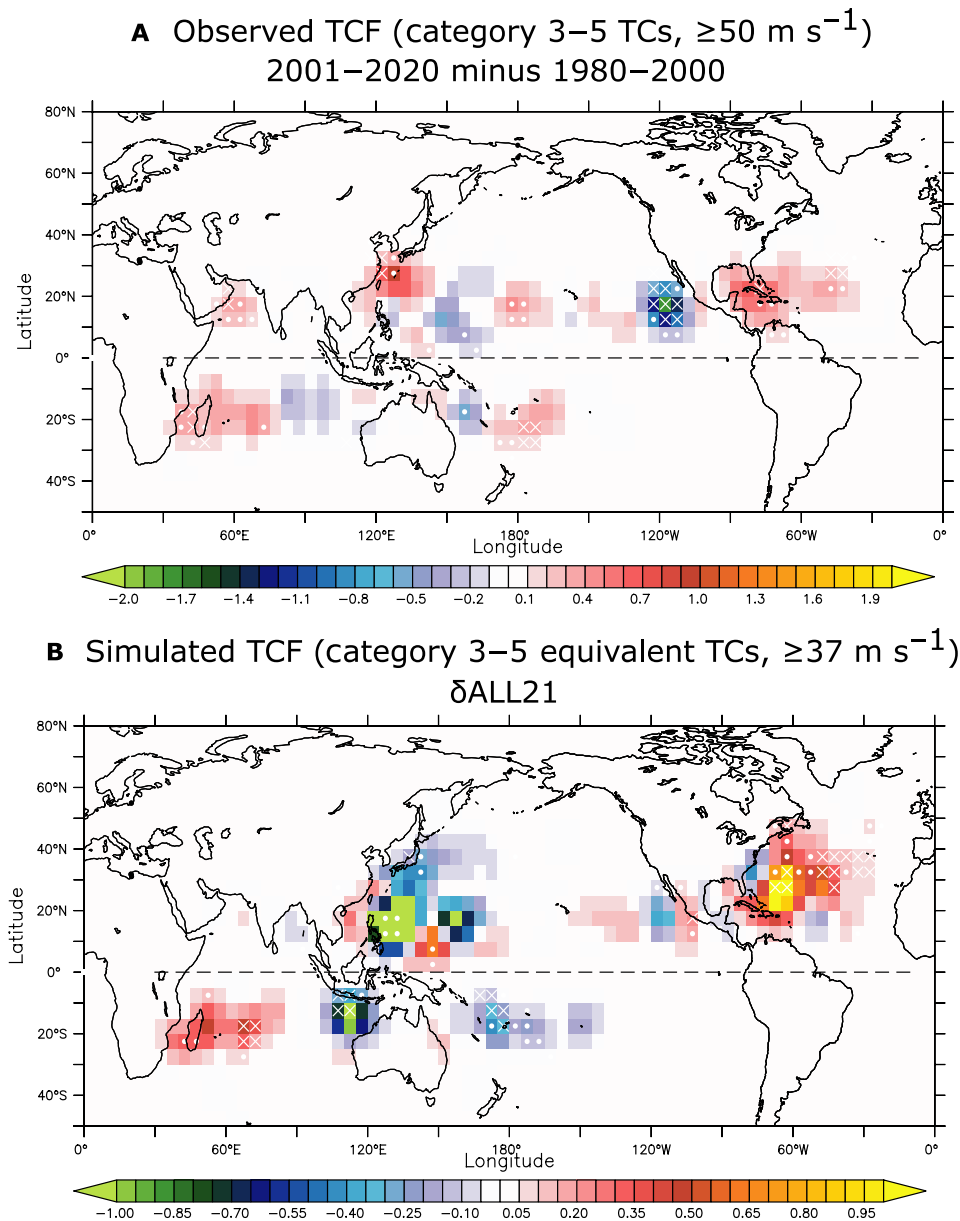 A Observed TCF (category 3−5 TCs, ≥50 m s⁻¹)
2001−2020 minus 1980−2000
80°N
60°N
40°N
20°N
0°
20°S
40°S
Latitude
0° 60°E 120°E 180° 120°W 60°W 0°
Longitude
−2.0 −1.7 −1.4 −1.1 −0.8 −0.5 −0.2 0.1 0.4 0.7 1.0 1.3 1.6 1.9
B Simulated TCF (category 3−5 equivalent TCs, ≥37 m s⁻¹)
δALL21
80°N
60°N
40°N
20°N
0°
20°S
40°S
Latitude
0° 60°E 120°E 180° 120°W 60°W 0°
Longitude
−1.00 −0.85 −0.70 −0.55 −0.40 −0.25 −0.10 0.05 0.20 0.35 0.50 0.65 0.80 0.95